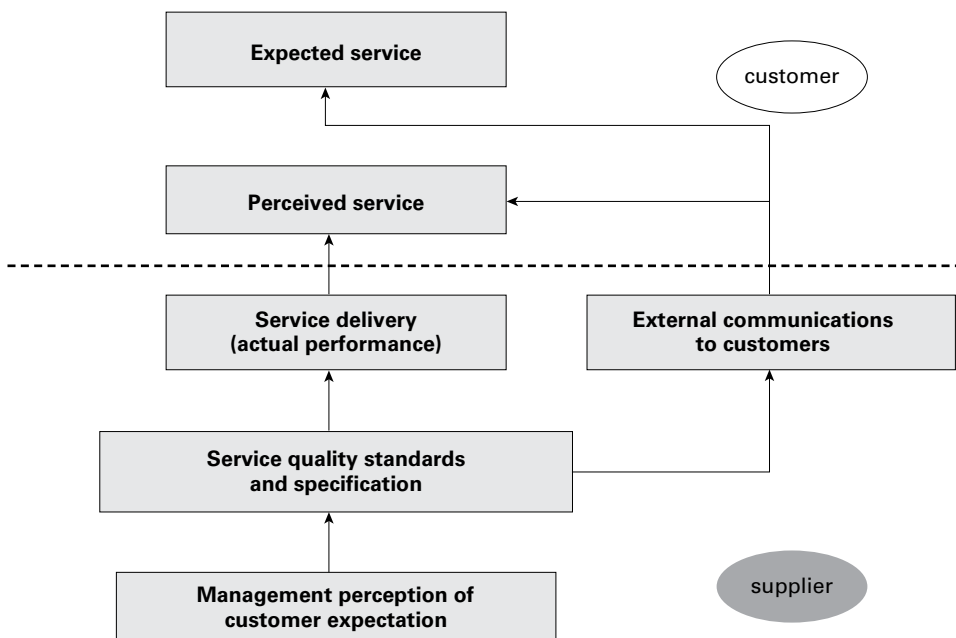 Expected service
customer
Perceived service
Service delivery
(actual performance)
External communications
to customers
Service quality standards
and specification
Management perception of
customer expectation
supplier